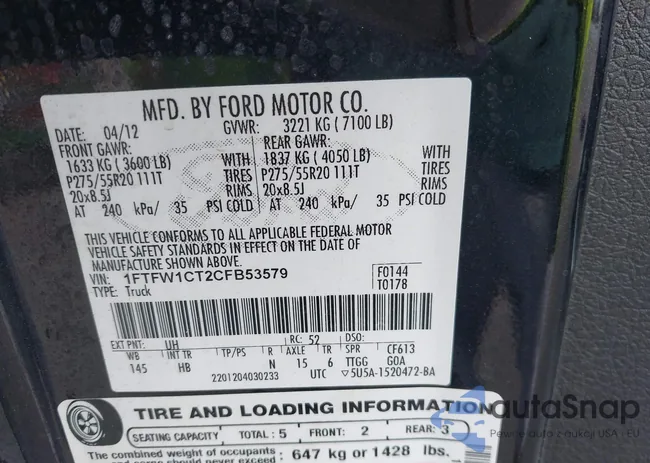 MFD. BY FORD MOTOR CO.
DATE: 04/12 GVWR: 3221 KG ( 7100 LB)
FRONT GAWR: REAR GAWR:
1633 KG ( 3600 LB) WITH 1837 KG ( 4050 LB) WITH
P275/55R20 111T TIRES P275/55R20 111T TIRES
20x8.5J RIMS 20x8.5J RIMS
AT 240 kPa/ 35 PSI COLD AT 240 kPa/ 35 PSI COLD
THIS VEHICLE CONFORMS TO ALL APPLICABLE FEDERAL MOTOR
VEHICLE SAFETY STANDARDS IN EFFECT ON THE DATE OF
MANUFACTURE SHOWN ABOVE.
VIN: 1FTFW1CT2CFB53579 F0144
TYPE: Truck T0178
EXT PNT: UH RC: 52 DSO:
WB INT TR TP/PS R AXLE TR SPR CF613
145 HB N 15 6 TTGG GOA
2201204030233 UTC ▽5U5A-1520472-BA
TIRE AND LOADING INFORMATION
SEATING CAPACITY TOTAL: 5 FRONT: 2 REAR: 3
The combined weight of occupants 647 kg or 1428 lbs.
autoSnap
Pewne auto z aukcji USA i EU